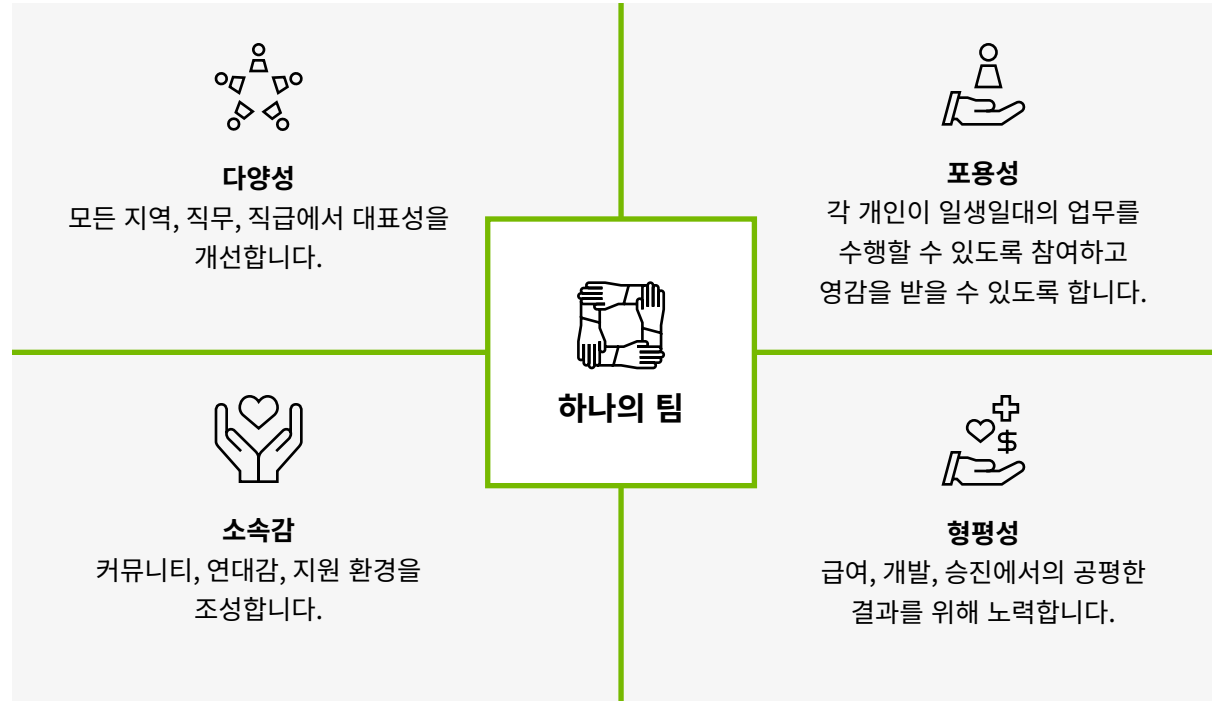 다양성
모든 지역, 직무, 직급에서 대표성을
개선합니다.
포용성
각 개인이 일생일대의 업무를
수행할 수 있도록 참여하고
영감을 받을 수 있도록 합니다.
하나의 팀
소속감
커뮤니티, 연대감, 지원 환경을
조성합니다.
형평성
급여, 개발, 승진에서의 공평한
결과를 위해 노력합니다.